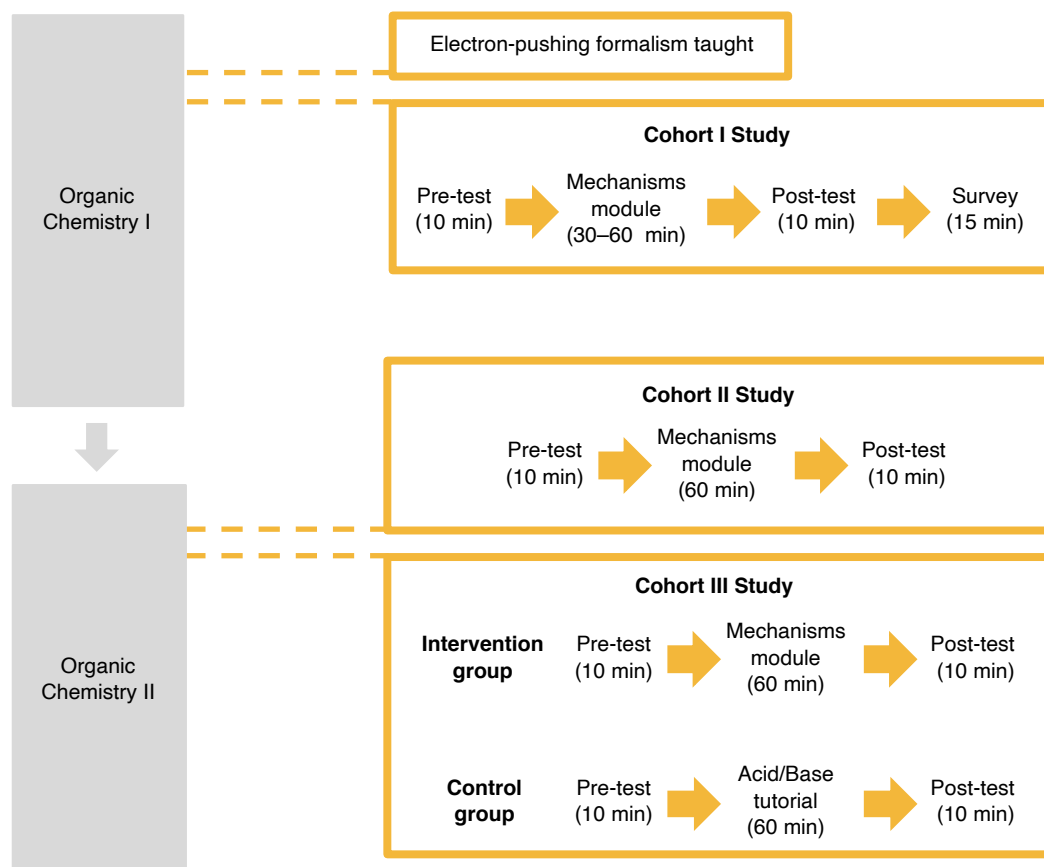 Electron-pushing formalism taught
Organic
Chemistry I
Cohort I Study
Pre-test
(10 min)
Mechanisms
module
(30–60 min)
Post-test
(10 min)
Survey
(15 min)
Cohort II Study
Pre-test
(10 min)
Mechanisms
module
(60 min)
Post-test
(10 min)
Organic
Chemistry II
Cohort III Study
Intervention
group
Pre-test
(10 min)
Mechanisms
module
(60 min)
Post-test
(10 min)
Control
group
Pre-test
(10 min)
Acid/Base
tutorial
(60 min)
Post-test
(10 min)